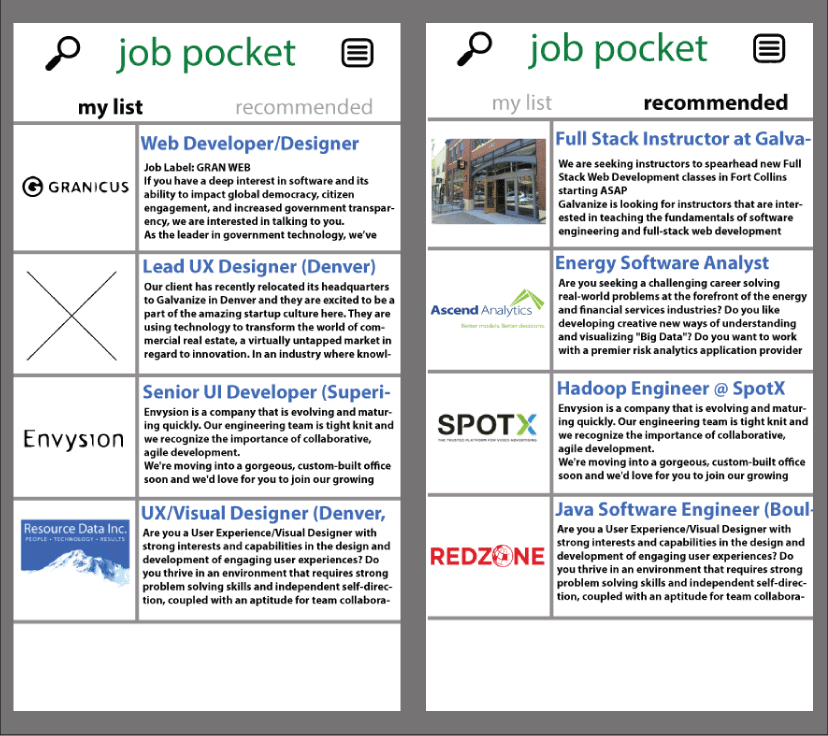 job pocket
my list recommended
GRANICUS
Web Developer/Designer
Job Label: GRAN WEB
If you have a deep interest in software and its
ability to impact global democracy, citizen
engagement, and increased government transpar-
ency, we are interested in talking to you.
As the leader in government technology, we've
Lead UX Designer (Denver)
Our client has recently relocated its headquarters
to Galvanize in Denver and they are excited to be a
part of the amazing startup culture here. They are
using technology to transform the world of com-
mercial real estate, a virtually untapped market in
regard to innovation. In an industry where knowl-
Envysion
Senior UI Developer (Superi-
Envysion is a company that is evolving and matur-
ing quickly. Our engineering team is tight knit and
we recognize the importance of collaborative,
agile development.
We're moving into a gorgeous, custom-built office
soon and we'd love for you to join our growing
Resource Data Inc.
PEOPLE • TECHNOLOGY • RESULTS
UX/Visual Designer (Denver,
Are you a User Experience/Visual Designer with
strong interests and capabilities in the design and
development of engaging user experiences? Do
you thrive in an environment that requires strong
problem solving skills and independent self-direc-
tion, coupled with an aptitude for team collabora-
job pocket
my list recommended
Full Stack Instructor at Galva-
We are seeking instructors to spearhead new Full
Stack Web Development classes in Fort Collins
starting ASAP
Galvanize is looking for instructors that are inter-
ested in teaching the fundamentals of software
engineering and full-stack web development
Ascend Analytics
Better models. Better decisions.
Energy Software Analyst
Are you seeking a challenging career solving
real-world problems at the forefront of the energy
and financial services industries? Do you like
developing creative new ways of understanding
and visualizing "Big Data"? Do you want to work
with a premier risk analytics application provider
SPOTX
THE TRUSTED PLATFORM FOR VIDEO ADVERTISING
Hadoop Engineer @ SpotX
Envysion is a company that is evolving and matur-
ing quickly. Our engineering team is tight knit and
we recognize the importance of collaborative,
agile development.
We're moving into a gorgeous, custom-built office
soon and we'd love for you to join our growing
REDZONE
Java Software Engineer (Boul-
Are you a User Experience/Visual Designer with
strong interests and capabilities in the design and
development of engaging user experiences? Do
you thrive in an environment that requires strong
problem solving skills and independent self-direc-
tion, coupled with an aptitude for team collabora-